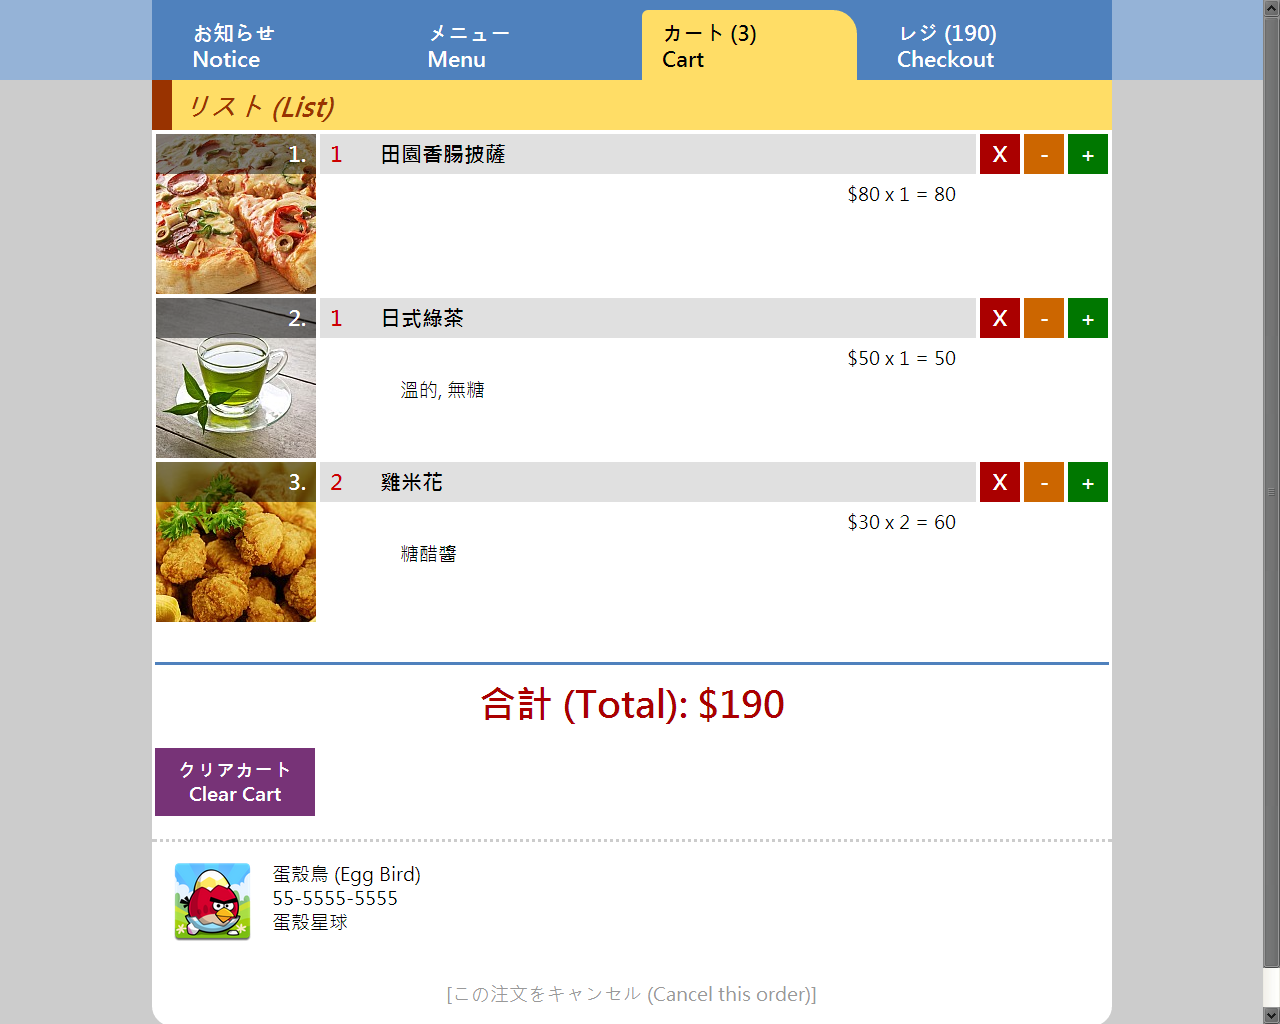 お知らせ
Notice
メニュー
Menu
カート (3)
Cart
レジ (190)
Checkout
リスト (List)
1.
1 田園香腸披薩 X - +
$80 x 1 = 80
2.
1 日式綠茶 X - +
$50 x 1 = 50
溫的, 無糖
3.
2 雞米花 X - +
$30 x 2 = 60
糖醋醬
合計 (Total): $190
クリアカート
Clear Cart
蛋殼鳥 (Egg Bird)
55-5555-5555
蛋殼星球
[この注文をキャンセル (Cancel this order)]